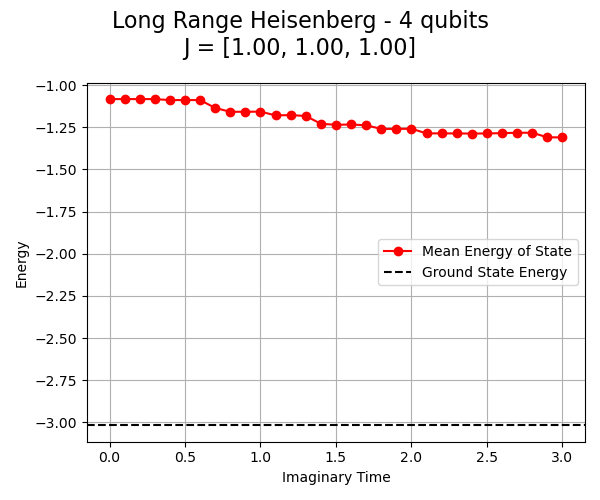 Long Range Heisenberg - 4 qubits
J = [1.00, 1.00, 1.00]
−1.00
−1.25
−1.50
−1.75
−2.00
−2.25
−2.50
−2.75
−3.00
Energy
Mean Energy of State
Ground State Energy
0.0 0.5 1.0 1.5 2.0 2.5 3.0
Imaginary Time